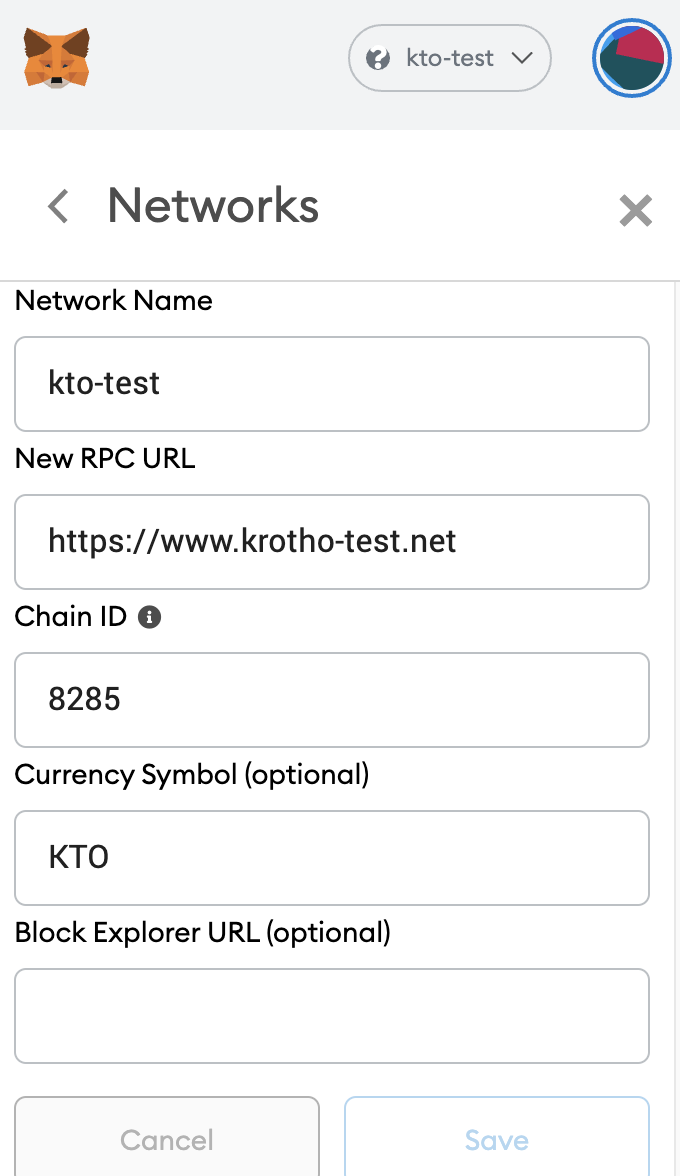 kto-test
Networks
Network Name
kto-test
New RPC URL
https://www.krotho-test.net
Chain ID
8285
Currency Symbol (optional)
KTO
Block Explorer URL (optional)
Cancel Save